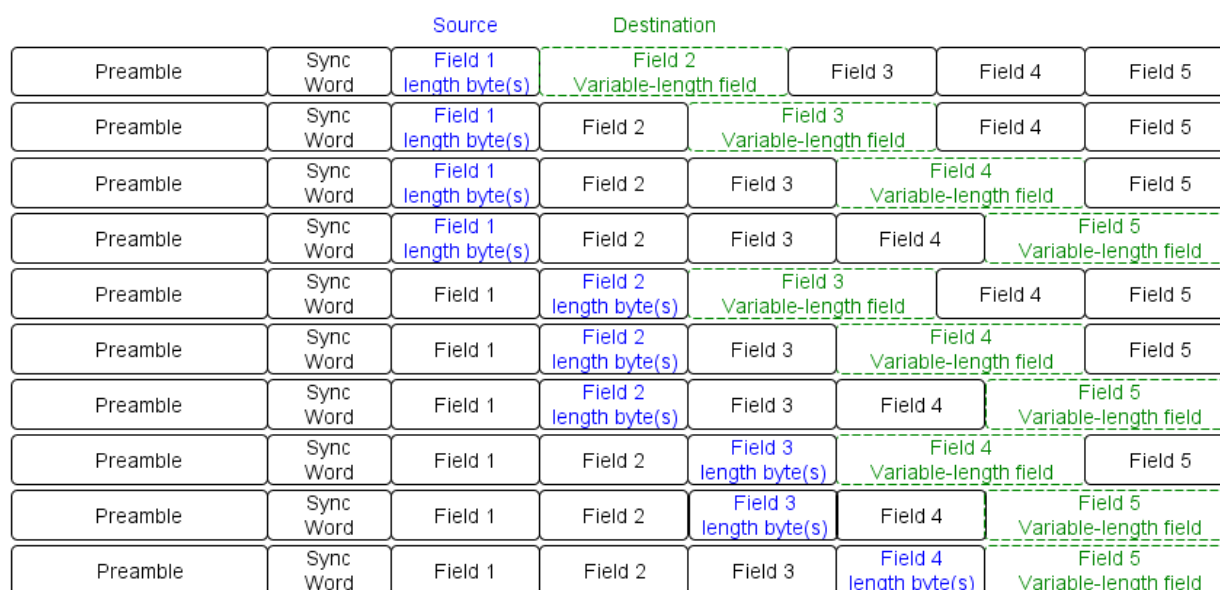 Source Destination
Preamble Sync Word Field 1 length byte(s) Field 2 Variable-length field Field 3 Field 4 Field 5
Preamble Sync Word Field 1 length byte(s) Field 2 Field 3 Variable-length field Field 4 Field 5
Preamble Sync Word Field 1 length byte(s) Field 2 Field 3 Field 4 Variable-length field Field 5
Preamble Sync Word Field 1 length byte(s) Field 2 Field 3 Field 4 Field 5 Variable-length field
Preamble Sync Word Field 1 Field 2 length byte(s) Field 3 Variable-length field Field 4 Field 5
Preamble Sync Word Field 1 Field 2 length byte(s) Field 3 Field 4 Variable-length field Field 5
Preamble Sync Word Field 1 Field 2 length byte(s) Field 3 Field 4 Field 5 Variable-length field
Preamble Sync Word Field 1 Field 2 Field 3 length byte(s) Field 4 Variable-length field Field 5
Preamble Sync Word Field 1 Field 2 Field 3 length byte(s) Field 4 Field 5 Variable-length field
Preamble Sync Word Field 1 Field 2 Field 3 Field 4 length byte(s) Field 5 Variable-length field